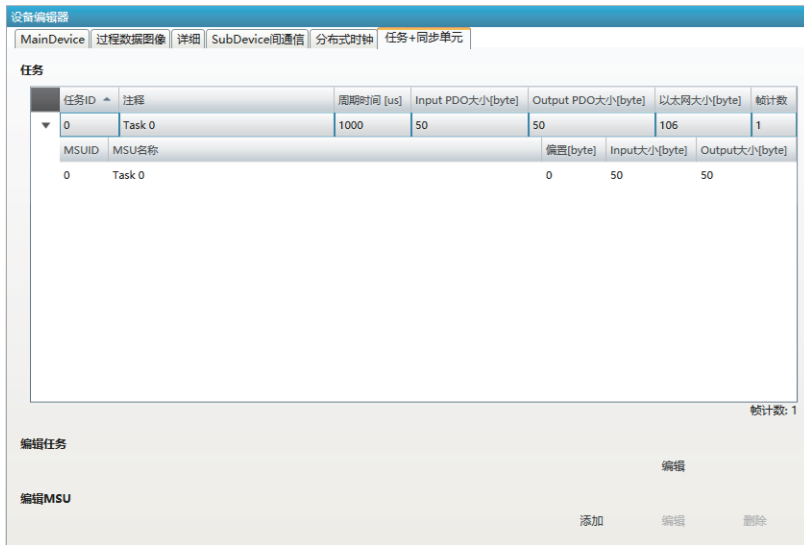 设备编辑器
MainDevice 过程数据图像 详细 SubDevice间通信 分布式时钟 任务+同步单元
任务
任务ID 注释 周期时间 [us] Input PDO大小[byte] Output PDO大小[byte] 以太网大小[byte] 帧计数
0 Task 0 1000 50 50 106 1
MSUID MSU名称 偏置[byte] Input大小[byte] Output大小[byte]
0 Task 0 0 50 50
帧计数: 1
编辑任务
编辑
编辑MSU
添加 编辑 删除